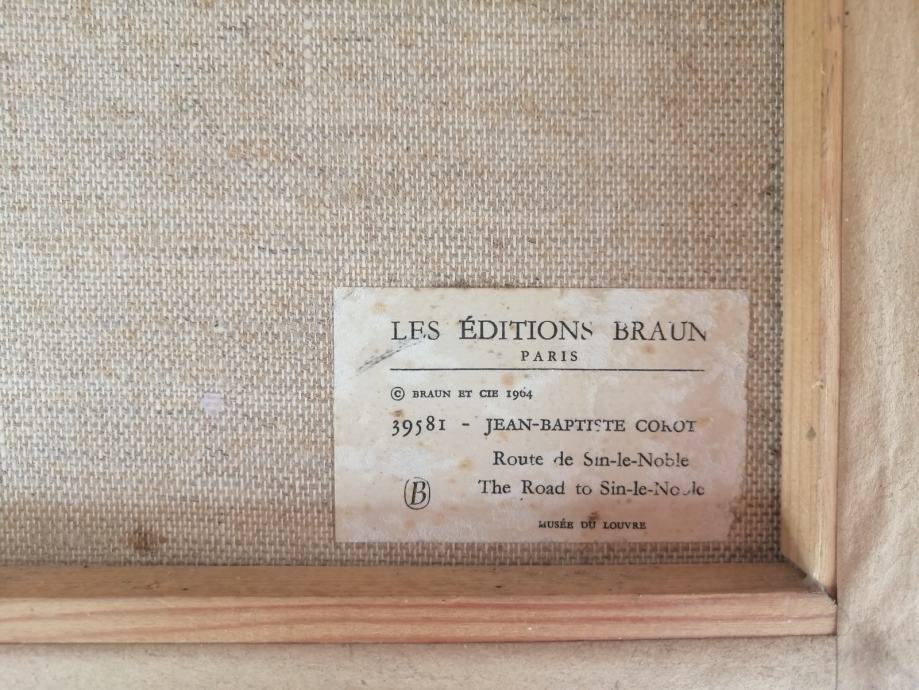 LES ÉDITIONS BRAUN
PARIS
© BRAUN ET CIE 1964
39581 - JEAN-BAPTISTE COROT
Route de Sin-le-Noble
B The Road to Sin-le-Noble
MUSÉE DU LOUVRE